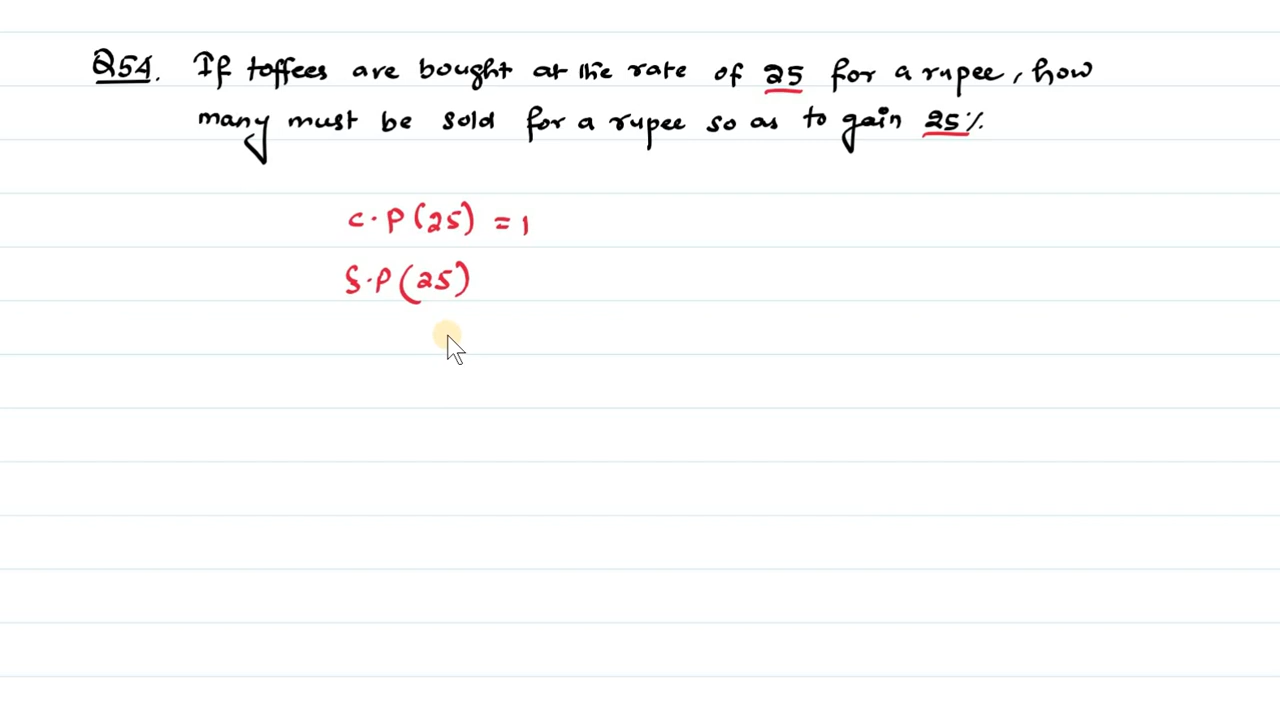 Q54. If toffees are bought at the rate of 25 for a rupee, how
many must be sold for a rupee so as to gain 25%.
C.P(25) = 1
S.P(25)